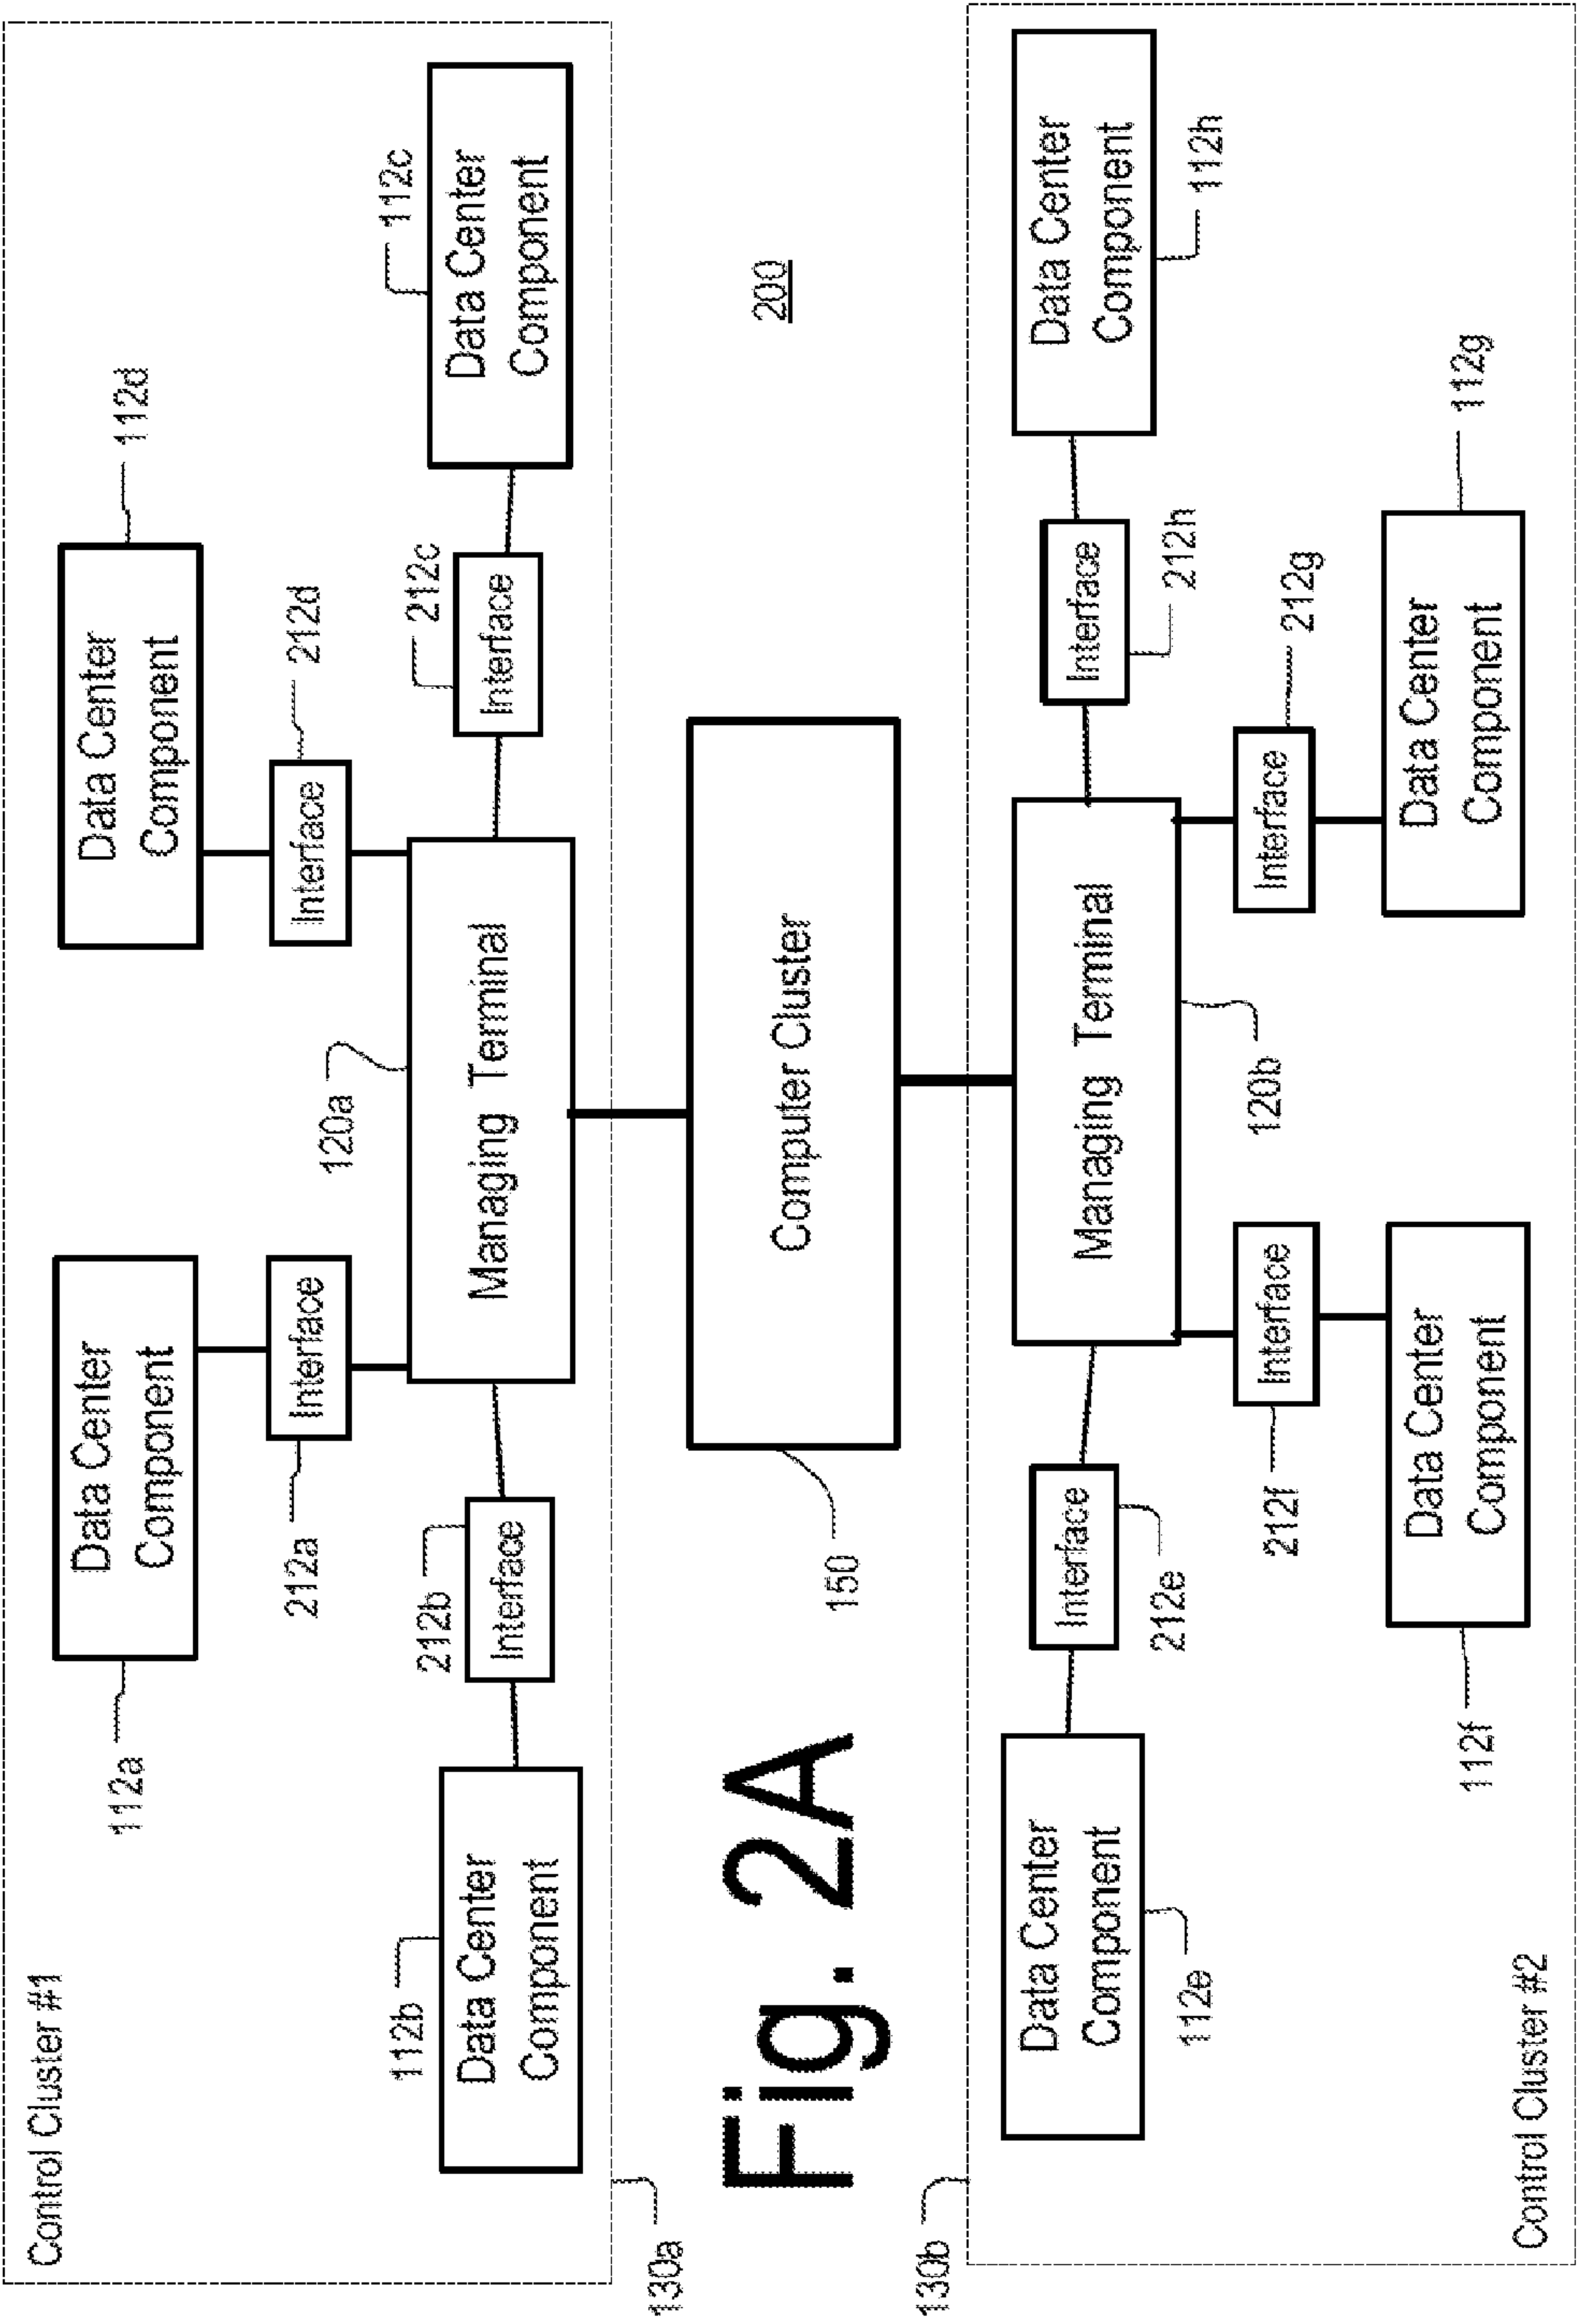 Control Cluster #1
112a
Data Center
Component
112d
Data Center
Component
212a
Interface
212d
Interface
120a
112b
Data Center
Component
212b
Interface
Managing Terminal
212c
Interface
112c
Data Center
Component
130a
150
Computer Cluster
200
Fig. 2A
130b
Data Center
Component
112e
Interface
212e
Managing Terminal
120b
Interface
212h
Data Center
Component
112h
Interface
212f
Interface
212g
Data Center
Component
112f
Data Center
Component
112g
Control Cluster #2